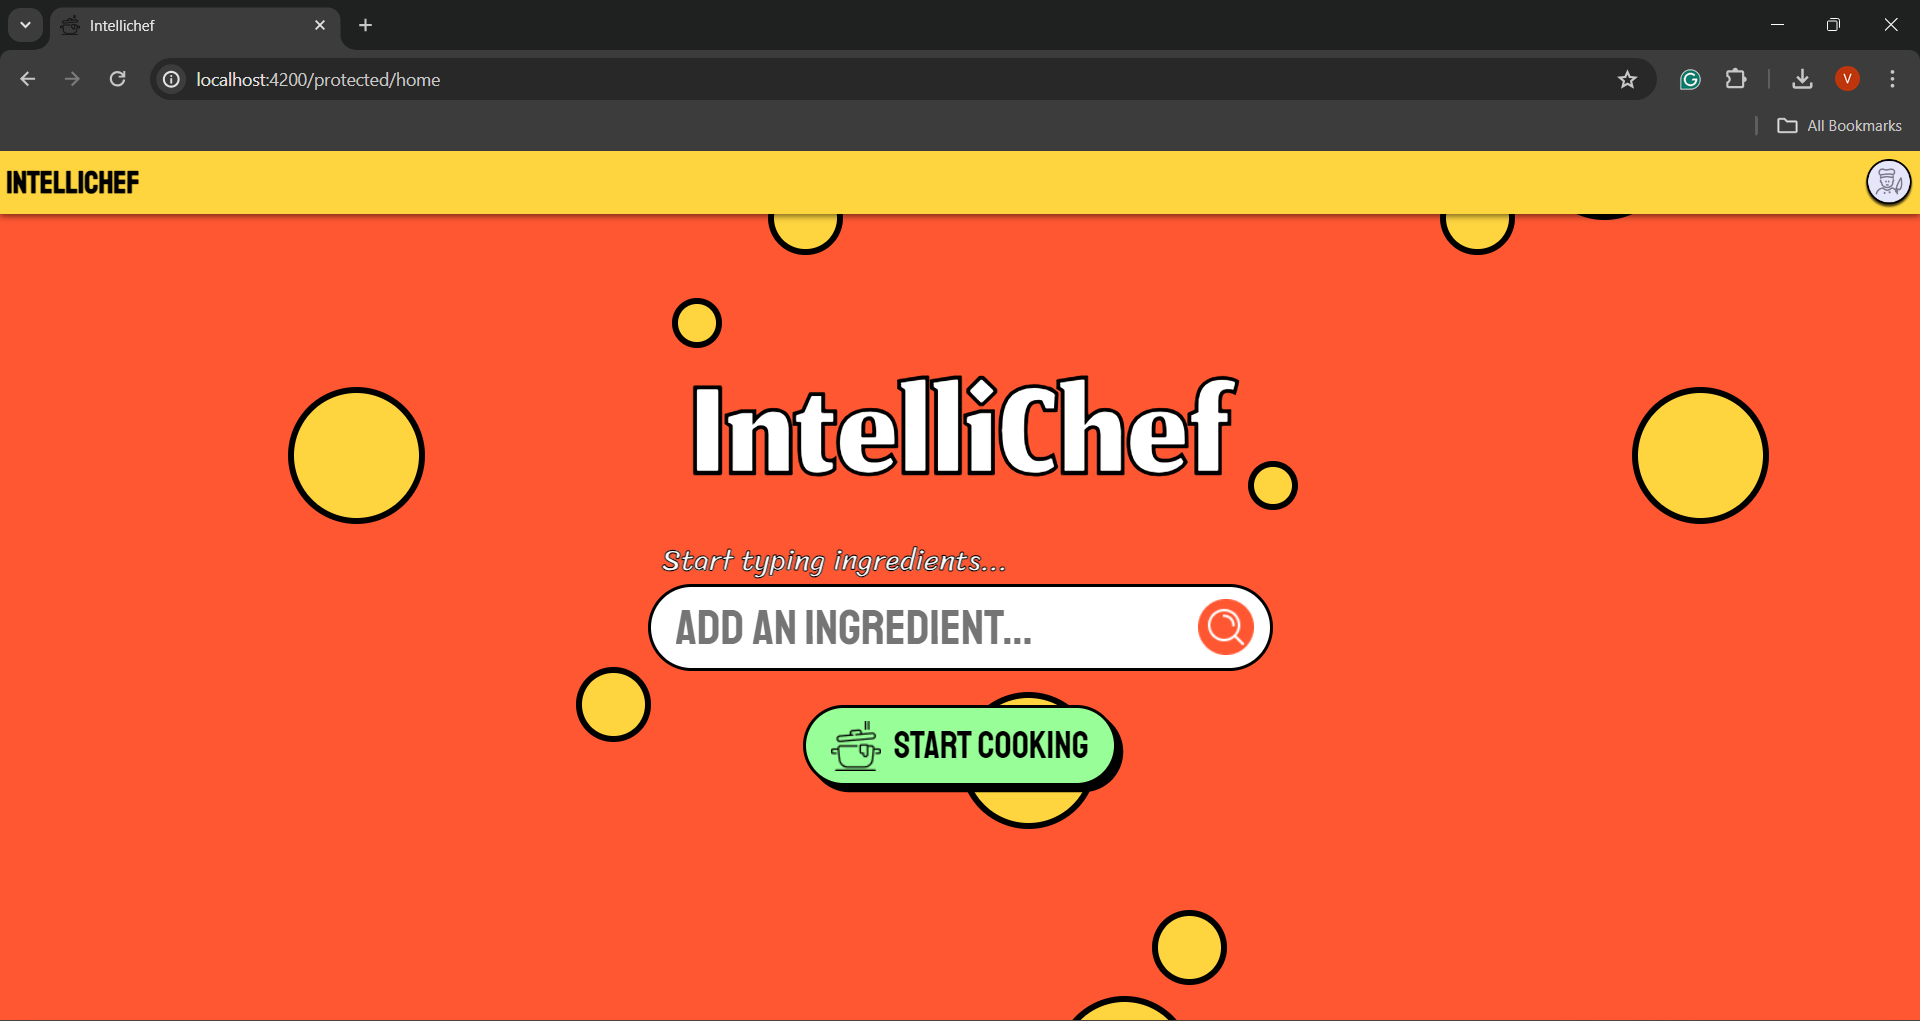 Intellichef
localhost:4200/protected/home
V
All Bookmarks
INTELLICHEF
IntelliChef
Start typing ingredients...
ADD AN INGREDIENT...
START COOKING